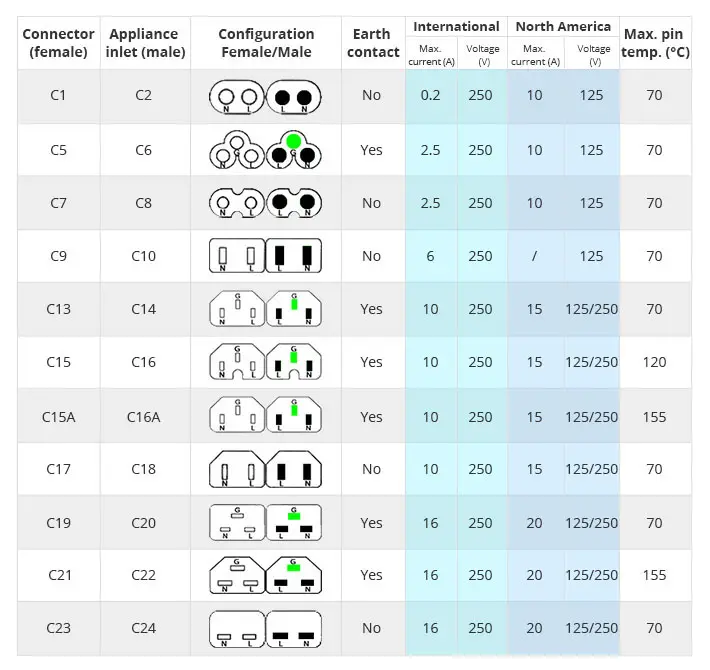 Connector (female) Appliance inlet (male) Configuration Female/Male Earth contact International North America Max. pin temp. (°C)
Max. current (A) Voltage (V) Max. current (A) Voltage (V)
C1 C2 N L L N No 0.2 250 10 125 70
C5 C6 G N L G L N Yes 2.5 250 10 125 70
C7 C8 N L L N No 2.5 250 10 125 70
C9 C10 N L L N No 6 250 / 125 70
C13 C14 G N L G L N Yes 10 250 15 125/250 70
C15 C16 G N L G L N Yes 10 250 15 125/250 120
C15A C16A G N L G L N Yes 10 250 15 125/250 155
C17 C18 N L L N No 10 250 15 125/250 70
C19 C20 G N L G L N Yes 16 250 20 125/250 70
C21 C22 G N L G L N Yes 16 250 20 125/250 155
C23 C24 N L L N No 16 250 20 125/250 70